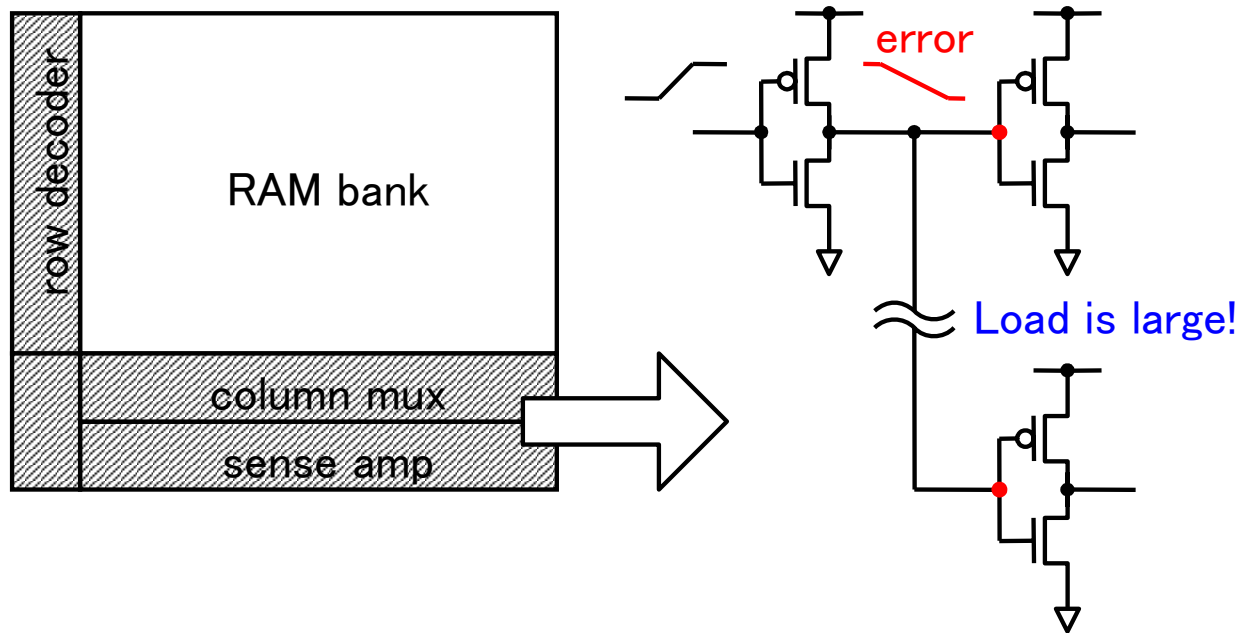 row decoder
RAM bank
column mux
sense amp
error
Load is large!